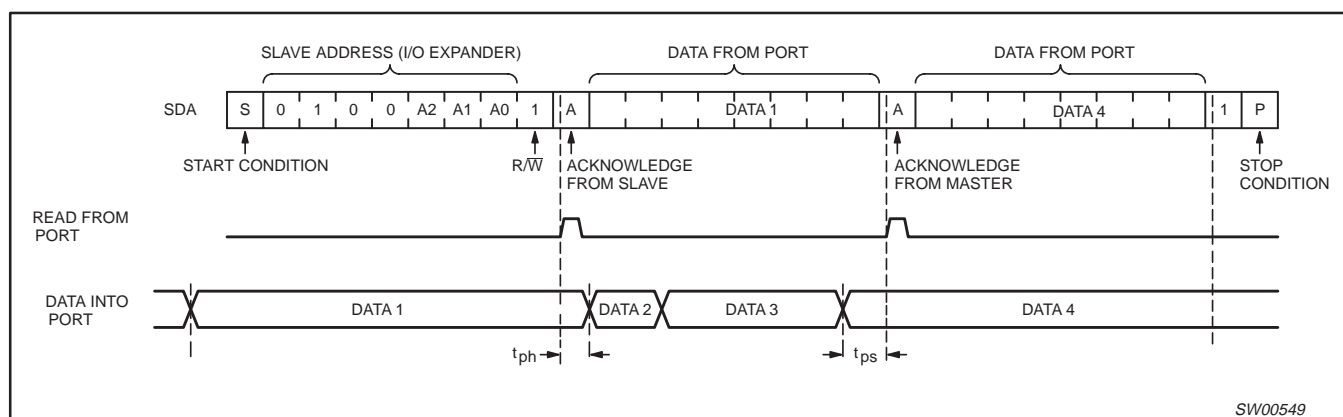 SLAVE ADDRESS (I/O EXPANDER) DATA FROM PORT DATA FROM PORT
SDA S 0 1 0 0 A2 A1 A0 1 A DATA 1 A DATA 4 1 P
START CONDITION R/W̅ ACKNOWLEDGE FROM SLAVE ACKNOWLEDGE FROM MASTER STOP CONDITION
READ FROM
PORT
DATA INTO
PORT
DATA 1 DATA 2 DATA 3 DATA 4
tph tps
SW00549